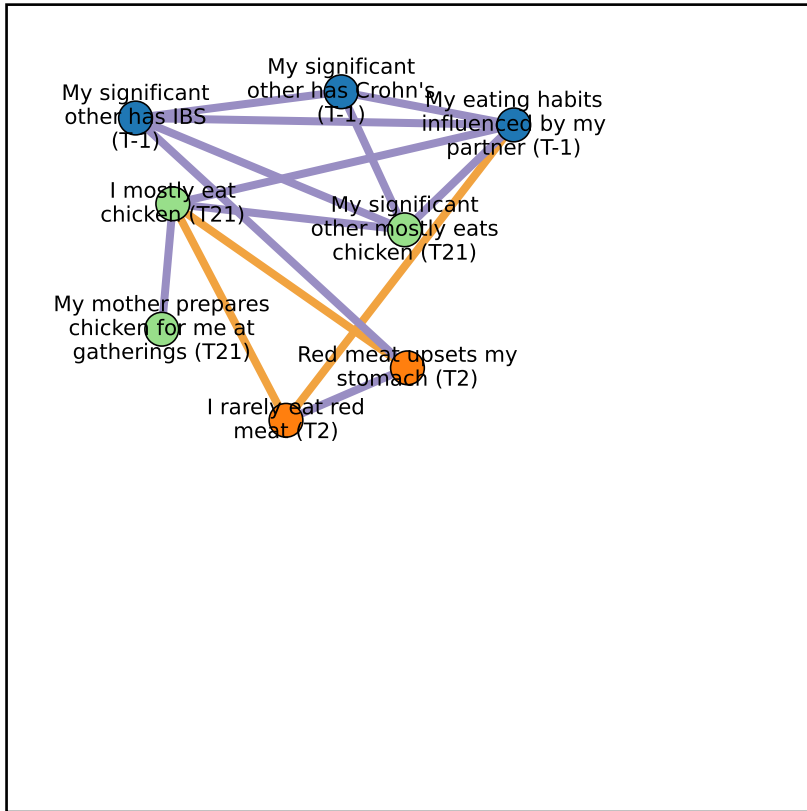 My significant
other has Crohn's
(T-1)
My significant
other has IBS
(T-1)
My eating habits
influenced by my
partner (T-1)
I mostly eat
chicken (T21)
My significant
other mostly eats
chicken (T21)
My mother prepares
chicken for me at
gatherings (T21)
Red meat upsets my
stomach (T2)
I rarely eat red
meat (T2)